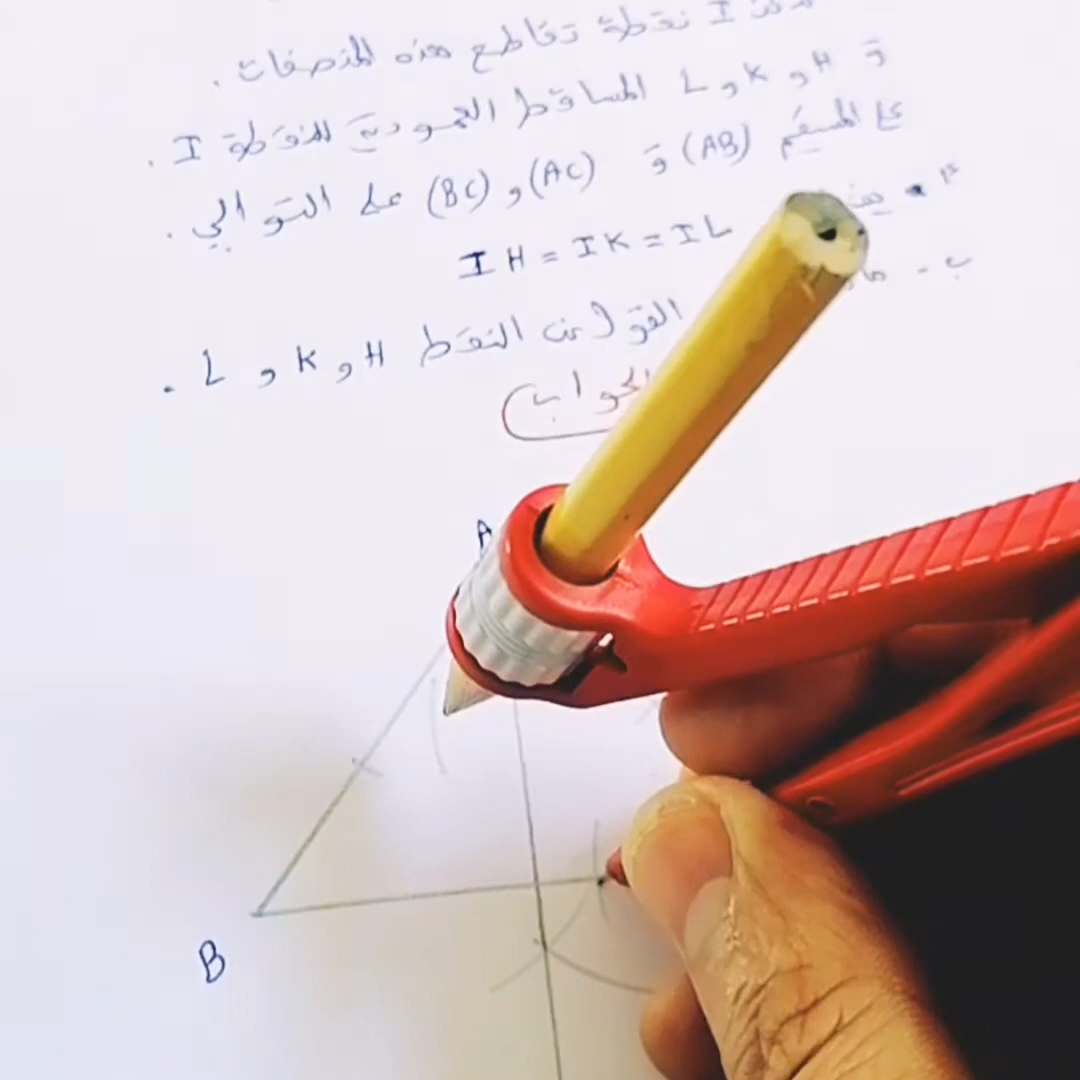 I نقطة تقاطع هذه المنصفات .
و H و K و L المساقط العمودية للنقطة I .
على المستقيم (AB) و (AC) و (BC) على التوالي .
IH = IK = IL
ب -
القول عن النقط H و K و L .
الجواب
A
B